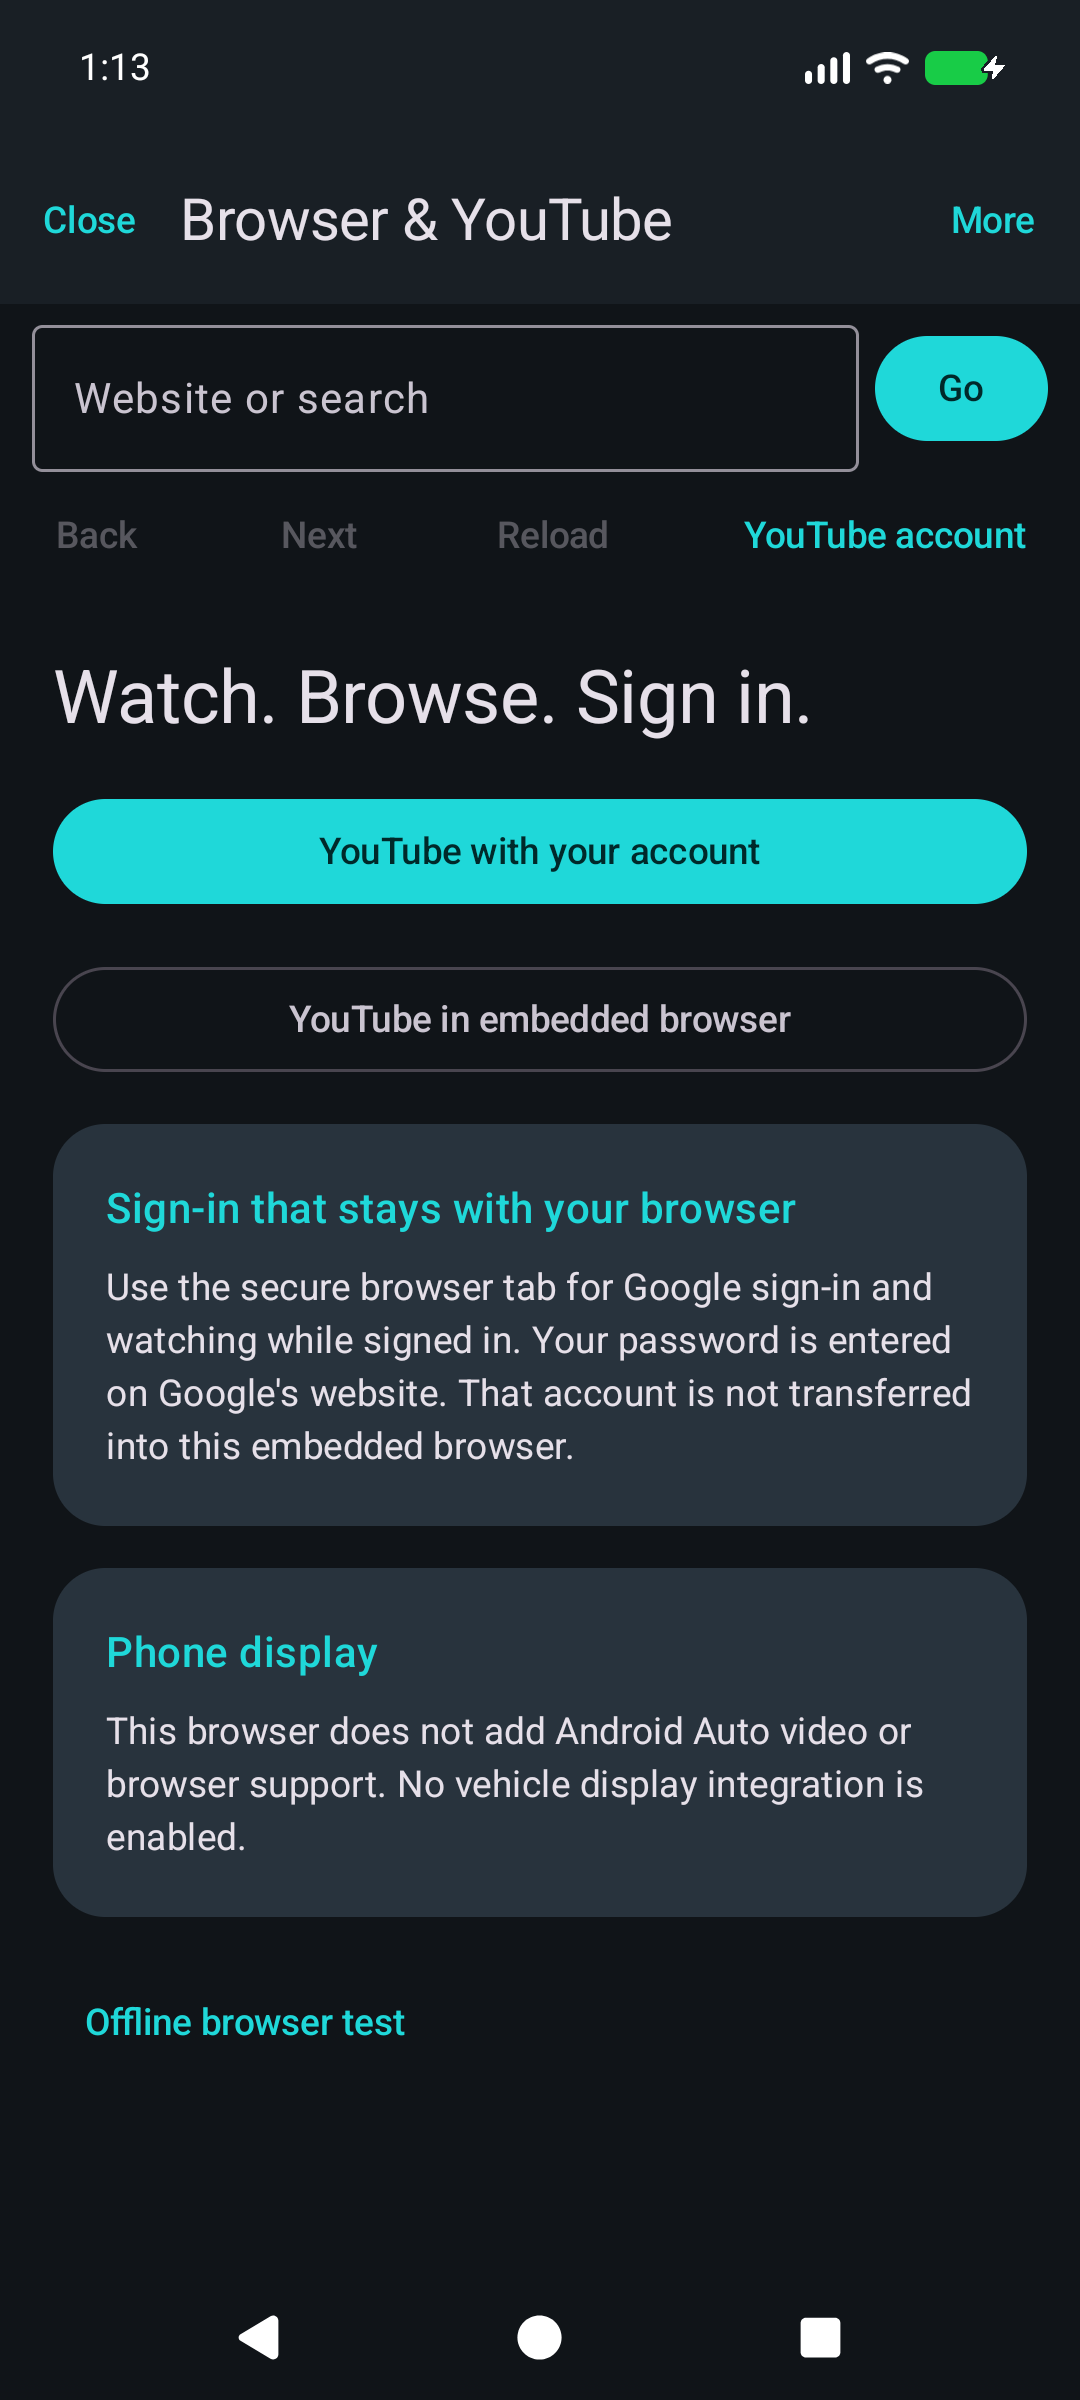 1:13
Close Browser & YouTube More
Website or search Go
Back Next Reload YouTube account
Watch. Browse. Sign in.
YouTube with your account
YouTube in embedded browser
Sign-in that stays with your browser
Use the secure browser tab for Google sign-in and
watching while signed in. Your password is entered
on Google's website. That account is not transferred
into this embedded browser.
Phone display
This browser does not add Android Auto video or
browser support. No vehicle display integration is
enabled.
Offline browser test